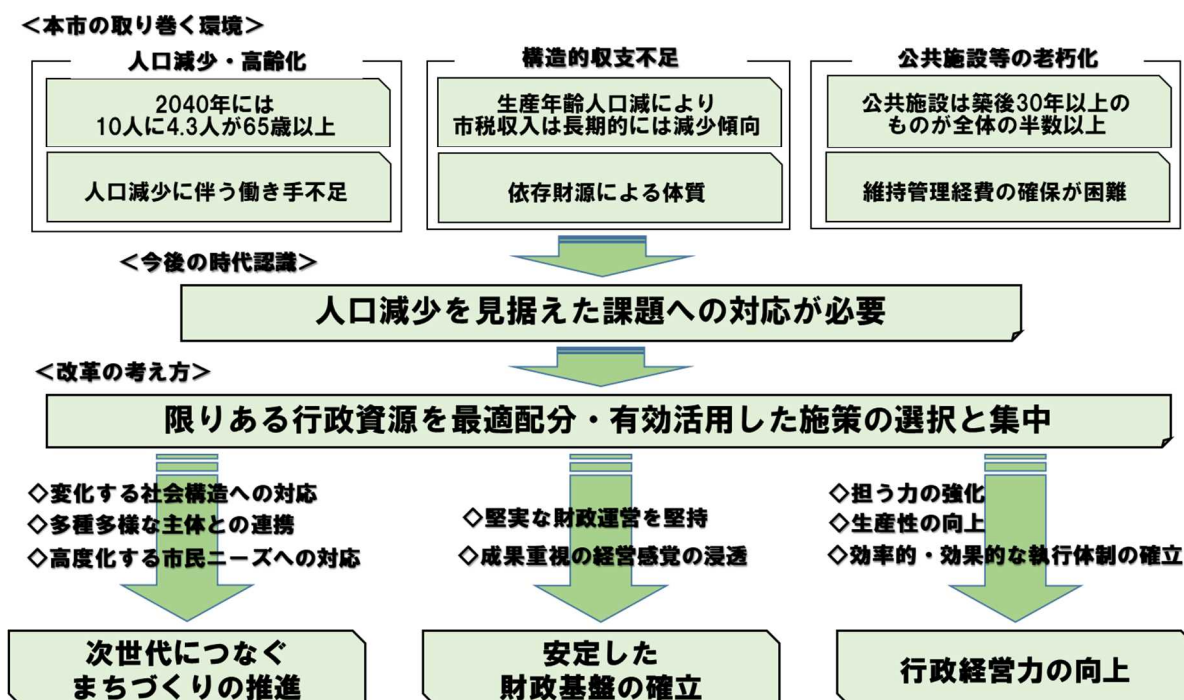 ＜本市の取り巻く環境＞
人口減少・高齢化
2040年には
10人に4.3人が65歳以上
人口減少に伴う働き手不足
構造的収支不足
生産年齢人口減により
市税収入は長期的には減少傾向
依存財源による体質
公共施設等の老朽化
公共施設は築後30年以上の
ものが全体の半数以上
維持管理経費の確保が困難
＜今後の時代認識＞
人口減少を見据えた課題への対応が必要
＜改革の考え方＞
限りある行政資源を最適配分・有効活用した施策の選択と集中
◇変化する社会構造への対応
◇多種多様な主体との連携
◇高度化する市民ニーズへの対応
◇堅実な財政運営を堅持
◇成果重視の経営感覚の浸透
◇担う力の強化
◇生産性の向上
◇効率的・効果的な執行体制の確立
次世代につなぐ
まちづくりの推進
安定した
財政基盤の確立
行政経営力の向上